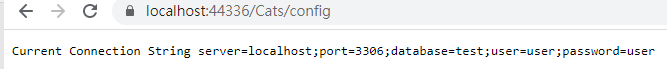 localhost:44336/Cats/config
Current Connection String server=localhost;port=3306;database=test;user=user;password=user